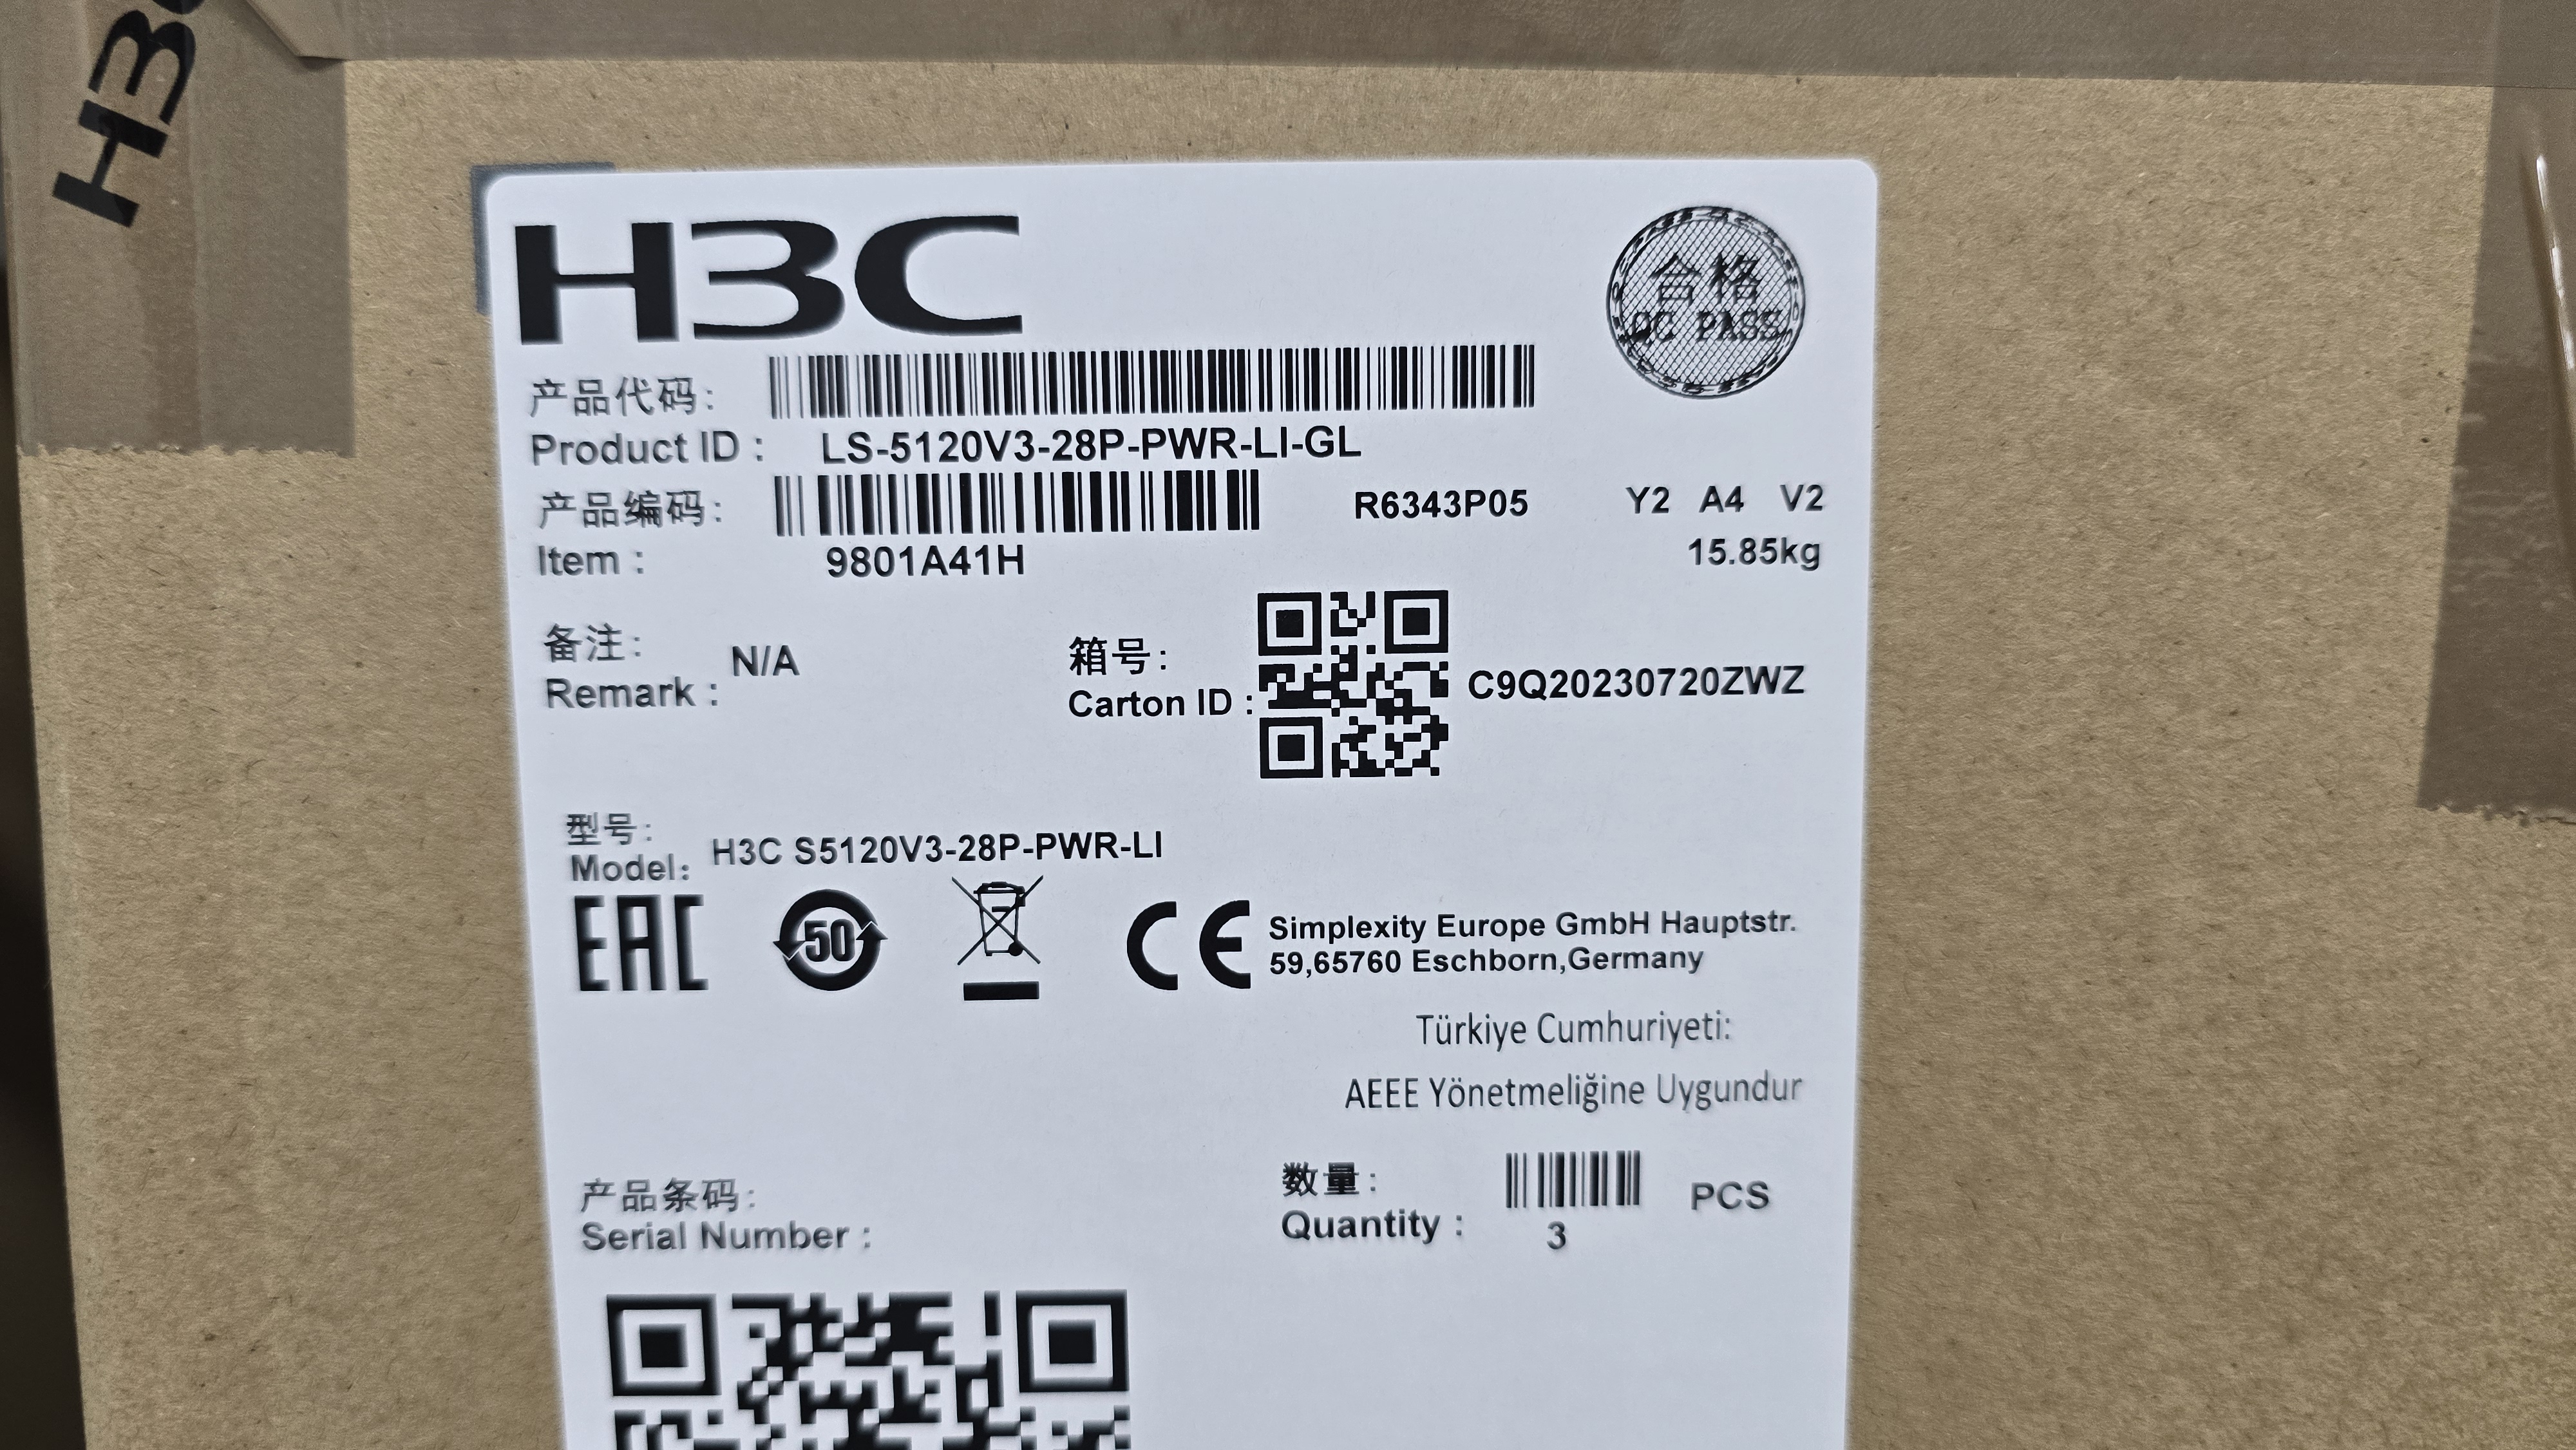 H3C
H3C
合格
QC PASS
产品代码:
Product ID : LS-5120V3-28P-PWR-LI-GL
产品编码: R6343P05 Y2 A4 V2
Item : 9801A41H 15.85kg
备注:
Remark : N/A
箱号:
Carton ID : C9Q20230720ZWZ
型号:
Model: H3C S5120V3-28P-PWR-LI
EAC 50 CE Simplexity Europe GmbH Hauptstr.
59,65760 Eschborn,Germany
Türkiye Cumhuriyeti:
AEEE Yönetmeliğine Uygundur
产品条码:
Serial Number :
数量:
Quantity : 3 PCS